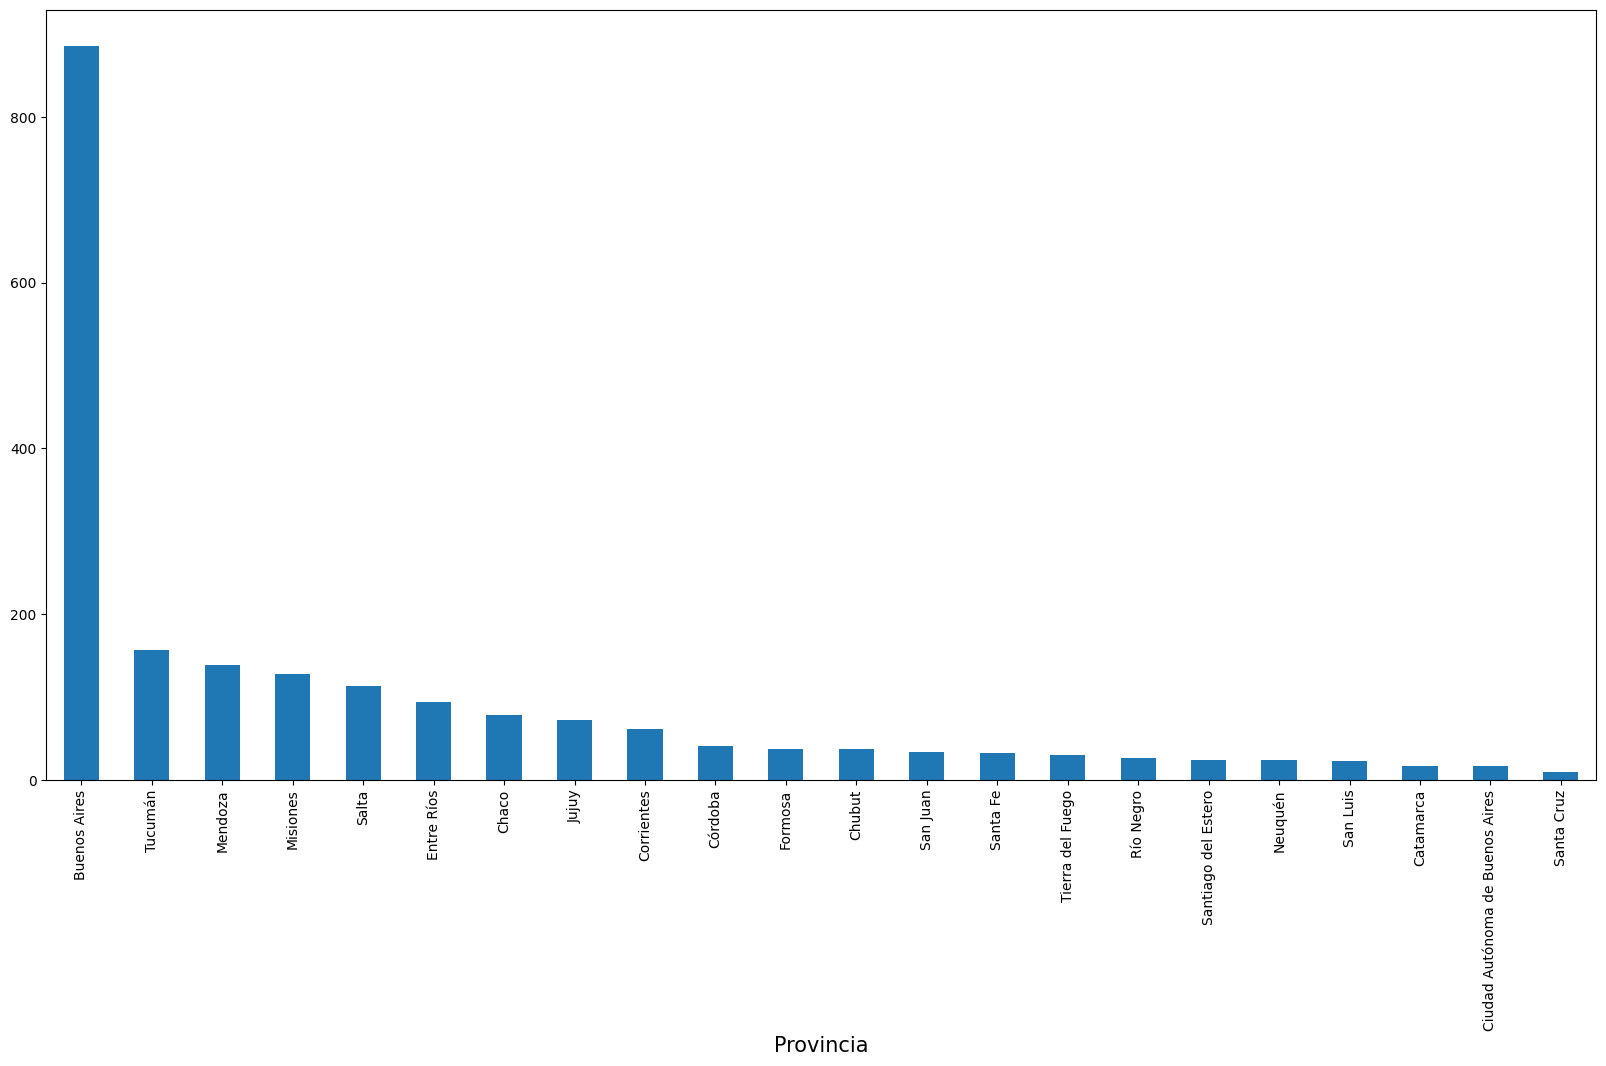 800
600
400
200
0
Buenos Aires
Tucumán
Mendoza
Misiones
Salta
Entre Ríos
Chaco
Jujuy
Corrientes
Córdoba
Formosa
Chubut
San Juan
Santa Fe
Tierra del Fuego
Río Negro
Santiago del Estero
Neuquén
San Luis
Catamarca
Ciudad Autónoma de Buenos Aires
Santa Cruz
Provincia